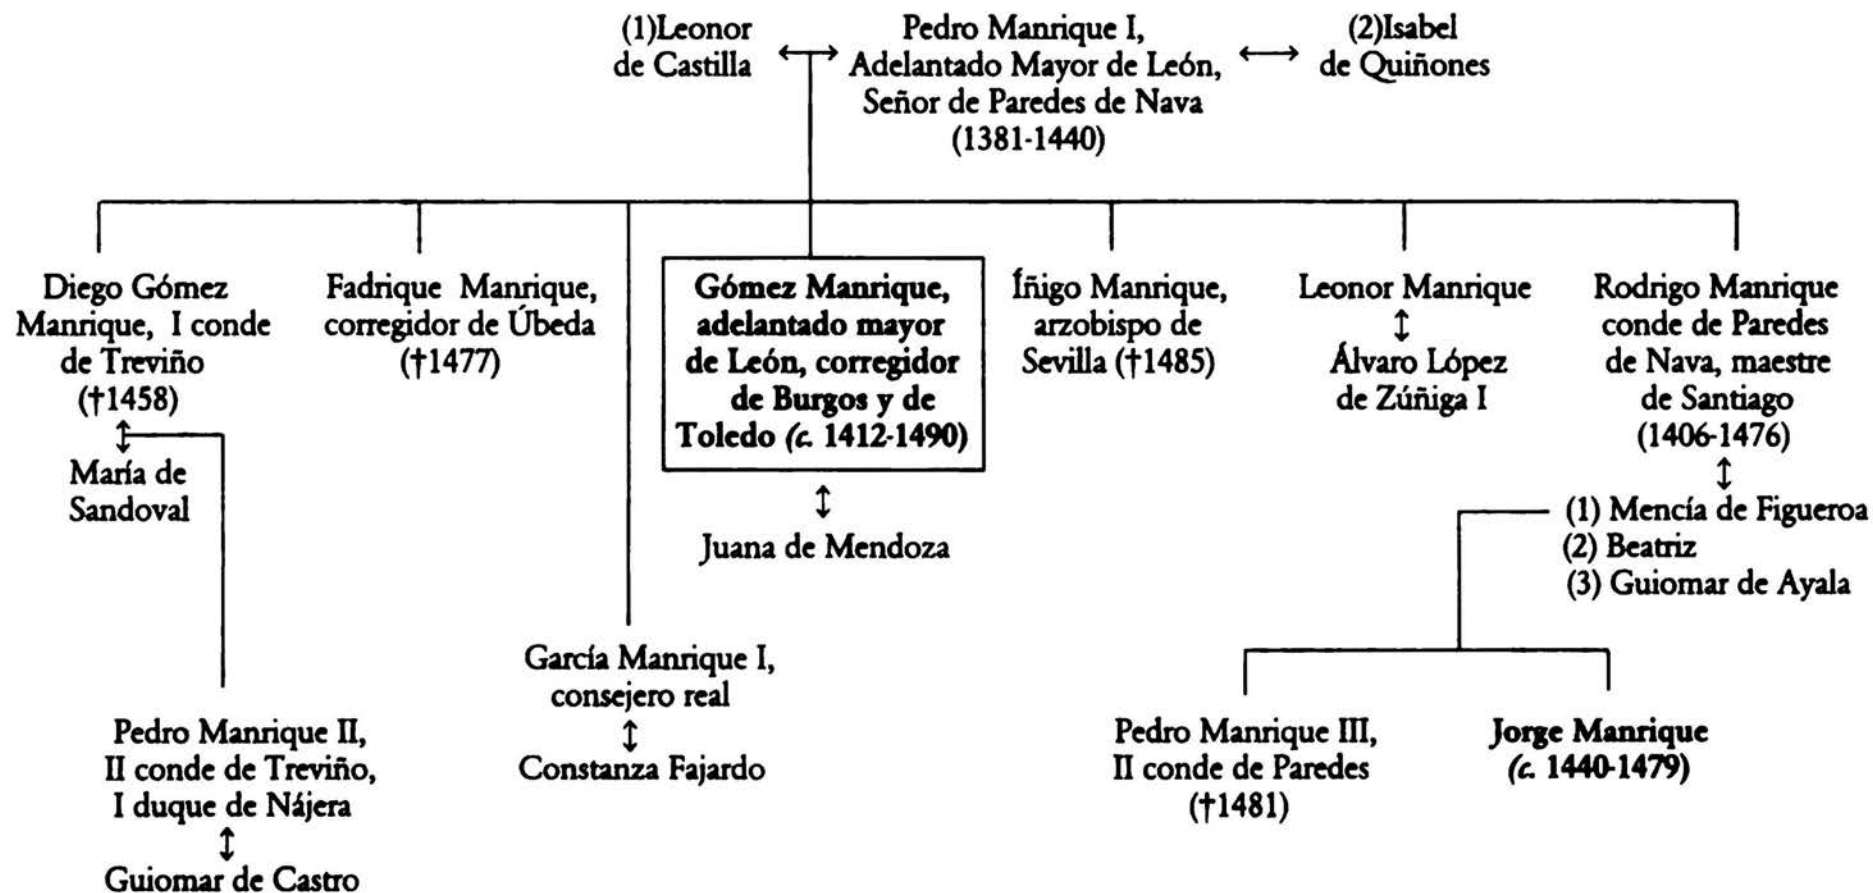 (1)Leonor
de Castilla
Pedro Manrique I,
Adelantado Mayor de León,
Señor de Paredes de Nava
(1381-1440)
(2)Isabel
de Quiñones
Diego Gómez
Manrique, I conde
de Treviño
(†1458)
María de
Sandoval
Fadrique Manrique,
corregidor de Úbeda
(†1477)
Gómez Manrique,
adelantado mayor
de León, corregidor
de Burgos y de
Toledo (c. 1412-1490)
Juana de Mendoza
Íñigo Manrique,
arzobispo de
Sevilla (†1485)
Leonor Manrique
Álvaro López
de Zúñiga I
Rodrigo Manrique
conde de Paredes
de Nava, maestre
de Santiago
(1406-1476)
(1) Mencía de Figueroa
(2) Beatriz
(3) Guiomar de Ayala
García Manrique I,
consejero real
Constanza Fajardo
Pedro Manrique II,
II conde de Treviño,
I duque de Nájera
Guiomar de Castro
Pedro Manrique III,
II conde de Paredes
(†1481)
Jorge Manrique
(c. 1440-1479)